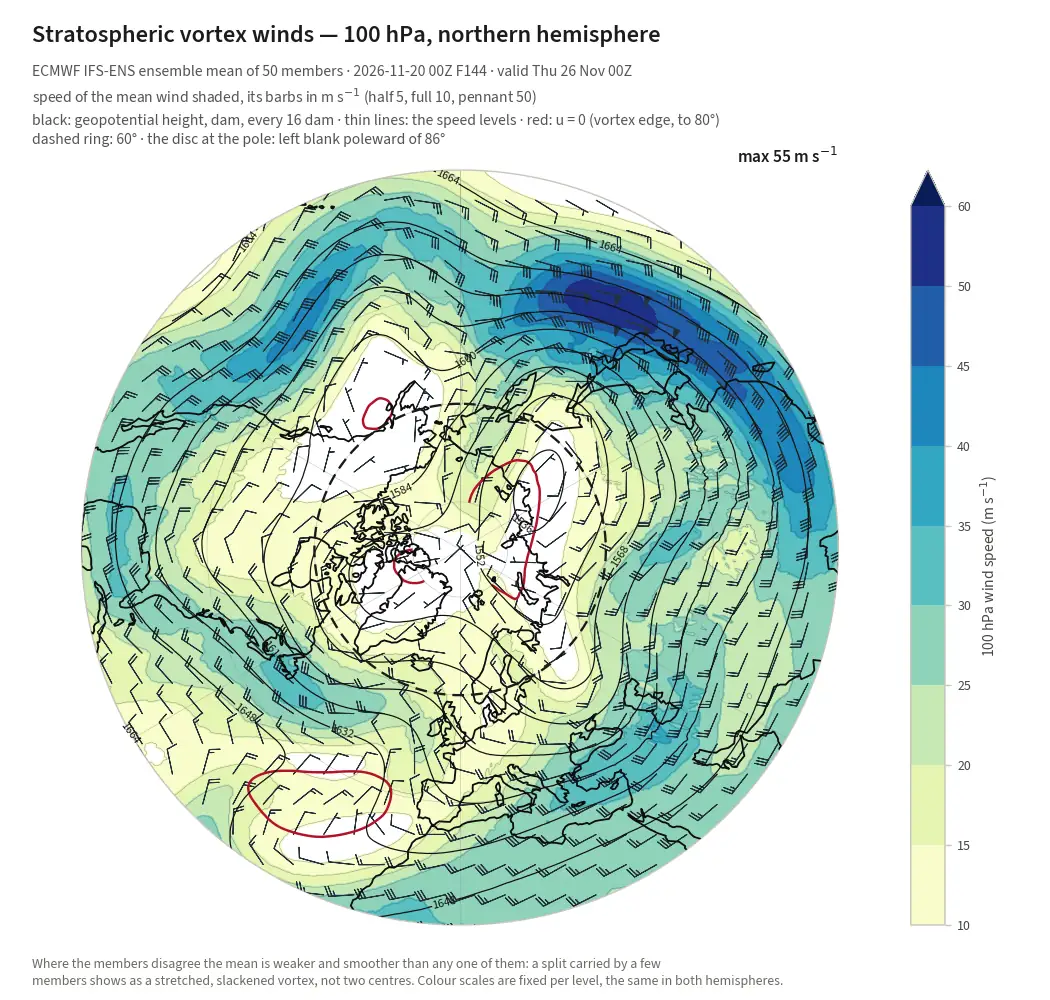 Stratospheric vortex winds — 100 hPa, northern hemisphere
ECMWF IFS-ENS ensemble mean of 50 members · 2026-11-20 00Z F144 · valid Thu 26 Nov 00Z
speed of the mean wind shaded, its barbs in m s⁻¹ (half 5, full 10, pennant 50)
black: geopotential height, dam, every 16 dam · thin lines: the speed levels · red: u = 0 (vortex edge, to 80°)
dashed ring: 60° · the disc at the pole: left blank poleward of 86°
max 55 m s⁻¹
1664
1664
1664
1600
1584
1552
1568
1648
1632
1664
60
50
45
40
35
30
25
20
15
10
100 hPa wind speed (m s⁻¹)
Where the members disagree the mean is weaker and smoother than any one of them: a split carried by a few
members shows as a stretched, slackened vortex, not two centres. Colour scales are fixed per level, the same in both hemispheres.